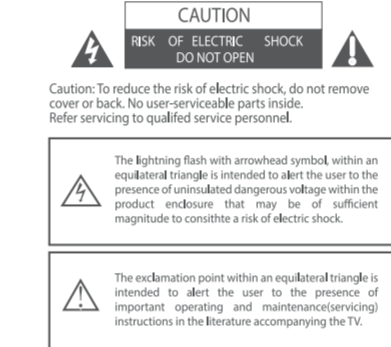 CAUTION
RISK OF ELECTRIC SHOCK
DO NOT OPEN
Caution: To reduce the risk of electric shock, do not remove
cover or back. No user-serviceable parts inside.
Refer servicing to qualifed service personnel.
The lightning flash with arrowhead symbol, within an
equilateral triangle is intended to alert the user to the
presence of uninsulated dangerous voltage within the
product enclosure that may be of sufficient
magnitude to consithte a risk of electric shock.
The exclamation point within an equilateral triangle is
intended to alert the user to the presence of
important operating and maintenance(servicing)
instructions in the literature accompanying the TV.